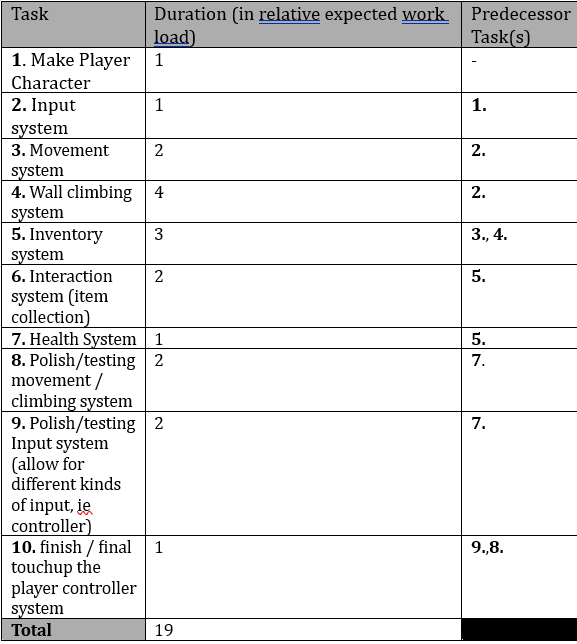 Task
Duration (in relative expected work
load)
Predecessor
Task(s)
1. Make Player
Character
1
-
2. Input
system
1
1.
3. Movement
system
2
2.
4. Wall climbing
system
4
2.
5. Inventory
system
3
3., 4.
6. Interaction
system (item
collection)
2
5.
7. Health System
1
5.
8. Polish/testing
movement /
climbing system
2
7.
9. Polish/testing
Input system
(allow for
different kinds
of input, ie
controller)
2
7.
10. finish / final
touchup the
player controller
system
1
9.,8.
Total
19